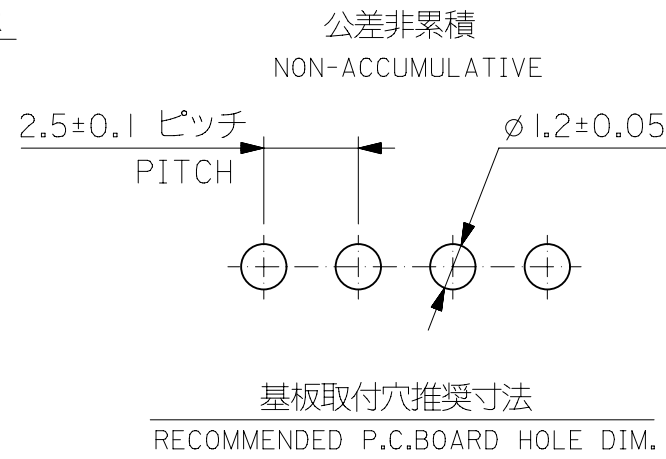 公差非累積
NON-ACCUMULATIVE
2.5±0.1 ピッチ
PITCH
φ1.2±0.05
基板取付穴推奨寸法
RECOMMENDED P.C.BOARD HOLE DIM.